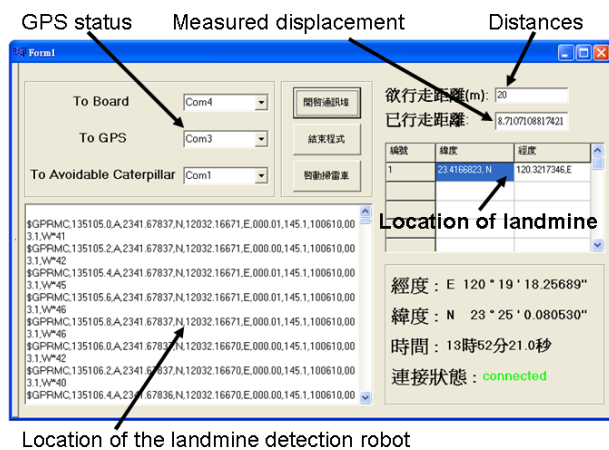 GPS status Measured displacement Distances
Form1
To Board Com4 開啟通訊埠
To GPS Com3 結束程式
To Avoidable Caterpillar Com1 啟動掃雷車
欲行走距離(m): 20
已行走距離: 8.7107108817421
編號 緯度 經度
1 23.4166823, N 120.3217346,E
Location of landmine
$GPRMC,135105.0,A,2341.67837,N,12032.16671,E,000.01,145.1,100610,00
3.1,W*41
$GPRMC,135105.2,A,2341.67837,N,12032.16671,E,000.01,145.1,100610,00
3.1,W*42
$GPRMC,135105.4,A,2341.67837,N,12032.16671,E,000.01,145.1,100610,00
3.1,W*45
$GPRMC,135105.6,A,2341.67837,N,12032.16671,E,000.01,145.1,100610,00
3.1,W*46
$GPRMC,135105.8,A,2341.67837,N,12032.16671,E,000.00,145.1,100610,00
3.1,W*46
$GPRMC,135106.0,A,2341.67837,N,12032.16670,E,000.00,145.1,100610,00
3.1,W*42
$GPRMC,135106.2,A,2341.67837,N,12032.16670,E,000.00,145.1,100610,00
3.1,W*40
$GPRMC,135106.4,A,2341.67836,N,12032.16670,E,000.00,145.1,100610,00
經度 : E 120 ° 19 ' 18.25689"
緯度 : N 23 ° 25 ' 0.080530"
時間 : 13時52分21.0秒
連接狀態 : connected
Location of the landmine detection robot